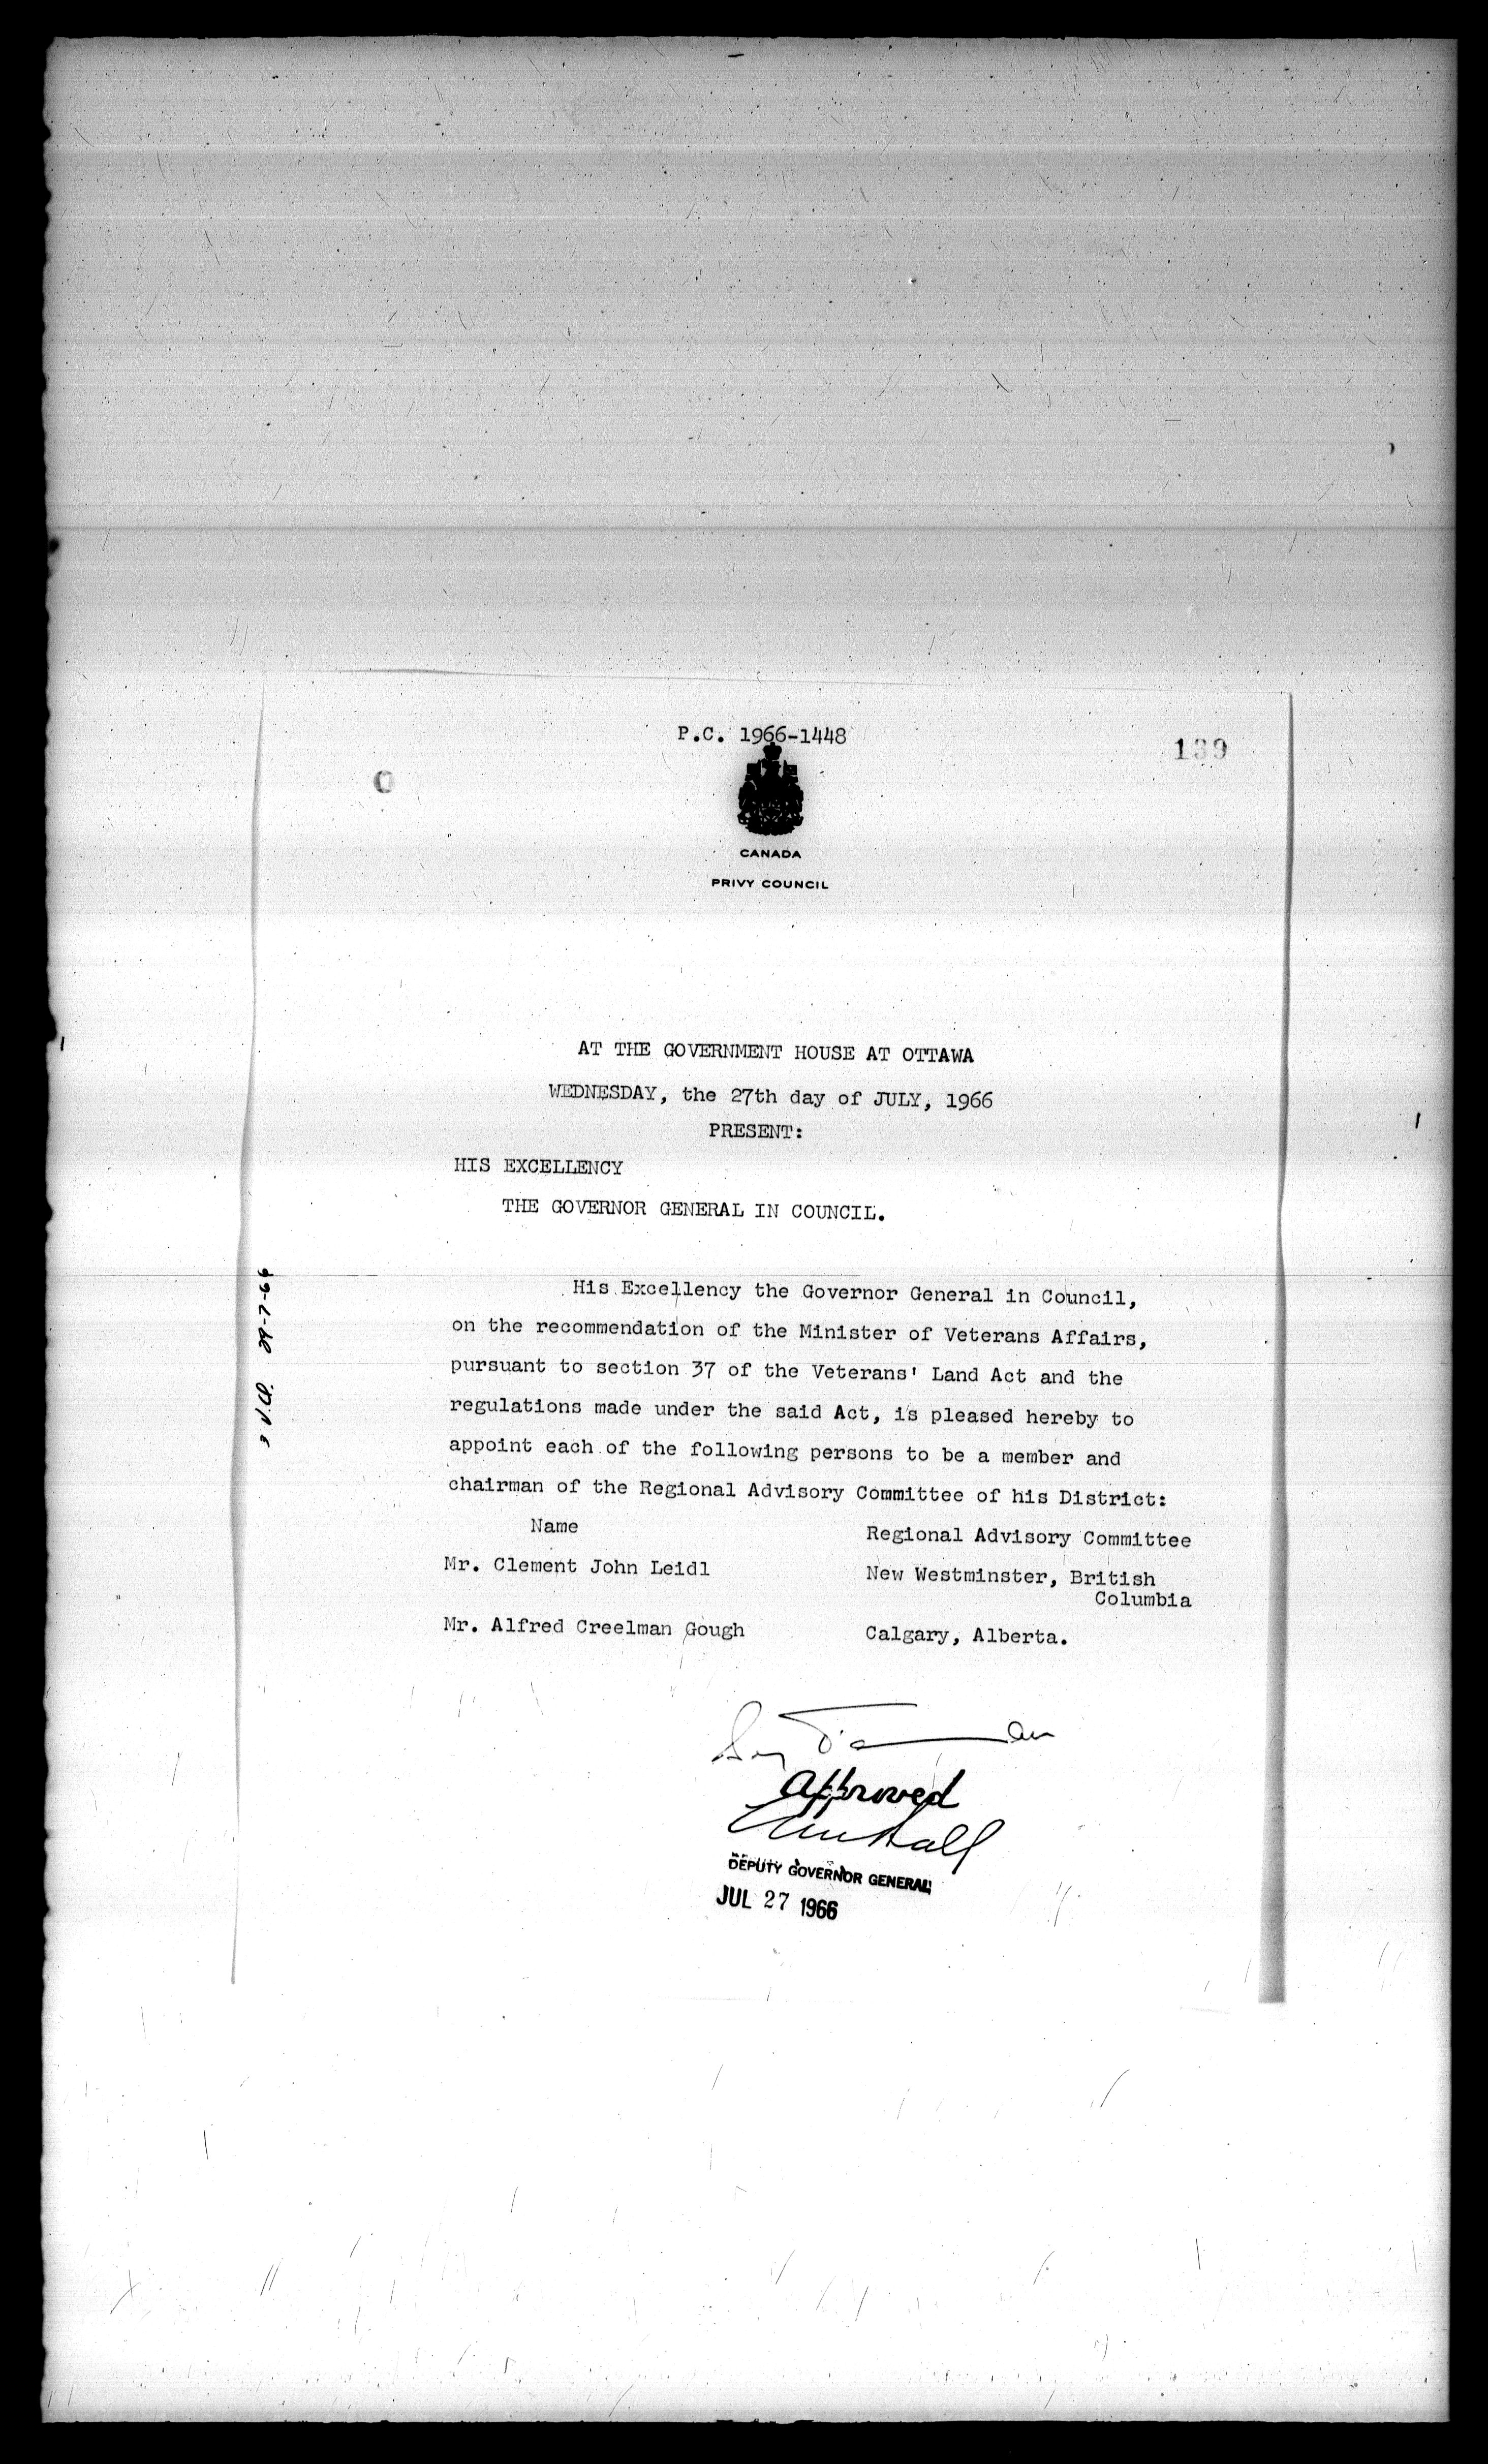 P.C. 1966-1448
139
CANADA
PRIVY COUNCIL
AT THE GOVERNMENT HOUSE AT OTTAWA
WEDNESDAY, the 27th day of JULY, 1966
PRESENT:
HIS EXCELLENCY
THE GOVERNOR GENERAL IN COUNCIL.
His Excellency the Governor General in Council,
on the recommendation of the Minister of Veterans Affairs,
pursuant to section 37 of the Veterans' Land Act and the
regulations made under the said Act, is pleased hereby to
appoint each of the following persons to be a member and
chairman of the Regional Advisory Committee of his District:
Name Regional Advisory Committee
Mr. Clement John Leidl New Westminster, British
Columbia
Mr. Alfred Creelman Gough Calgary, Alberta.
Approved
DEPUTY GOVERNOR GENERAL
JUL 27 1966
29-7-66